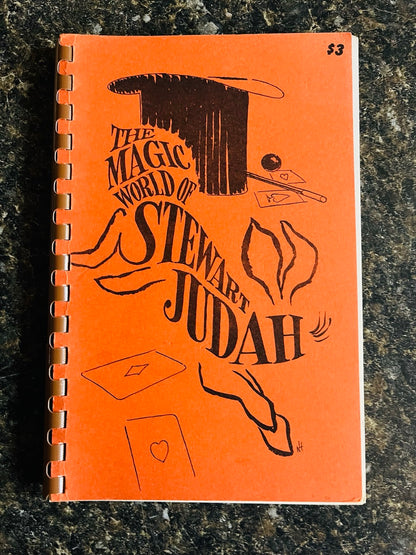 $3
THE
MAGIC
WORLD OF
STEWART
JUDAH